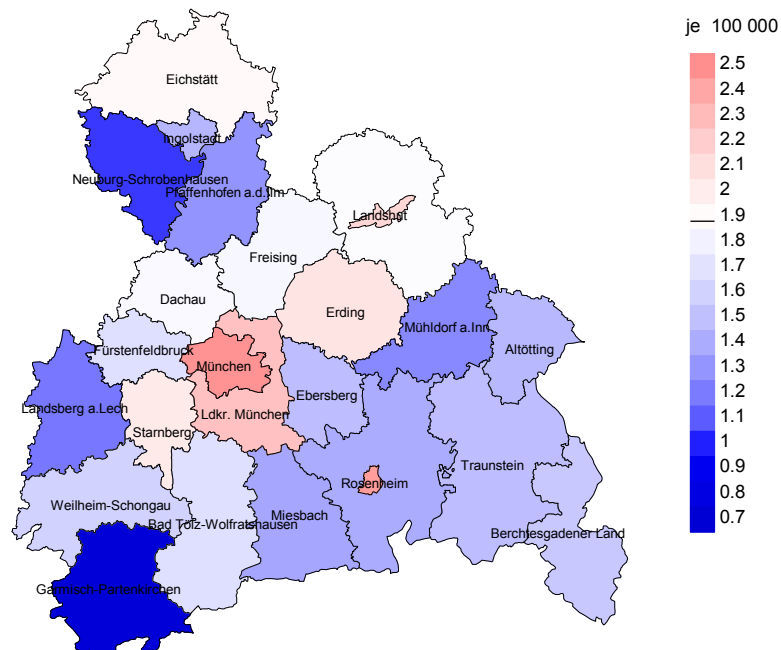 je 100 000
2.5
2.4
2.3
2.2
2.1
2
1.9
1.8
1.7
1.6
1.5
1.4
1.3
1.2
1.1
1
0.9
0.8
0.7
Eichstätt
Ingolstadt
Neuburg-Schrobenhausen
Pfaffenhofen a.d.Ilm
Landshut
Freising
Dachau
Erding
Mühldorf a.Inn
Fürstenfeldbruck
Altötting
München
Ebersberg
Landsberg a.Lech
Ldkr. München
Starnberg
Traunstein
Rosenheim
Weilheim-Schongau
Miesbach
Bad Tölz-Wolfratshausen
Berchtesgadener Land
Garmisch-Partenkirchen